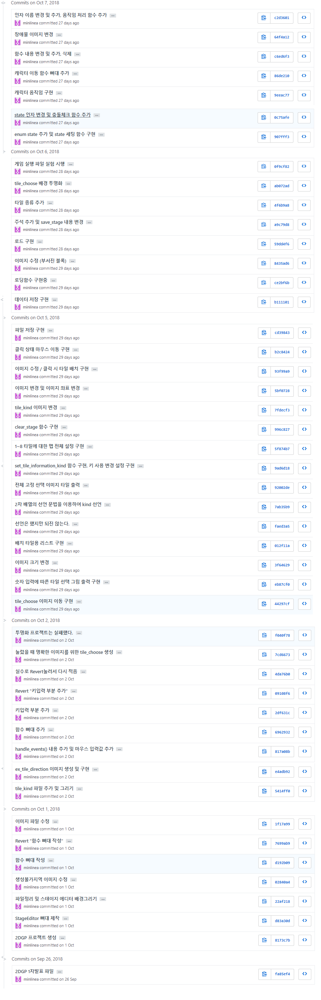 Commits on Oct 7, 2018
인자 이름 변경 및 추가, 움직임 처리 함수 추가 ...
minlinea committed 27 days ago
c2d3601
장애물 이미지 변경 ...
minlinea committed 27 days ago
64f4a12
함수 내용 변경 및 추가, 삭제 ...
minlinea committed 27 days ago
c6ed6f3
캐릭터 이동 함수 뼈대 추가 ...
minlinea committed 27 days ago
86de210
캐릭터 움직임 구현 ...
minlinea committed 27 days ago
9eeac77
state 인자 변경 및 충돌체크 함수 추가 ...
minlinea committed 27 days ago
0c75afe
enum state 추가 및 state 세팅 함수 구현 ...
minlinea committed 27 days ago
907fff3
Commits on Oct 6, 2018
게임 실행 파일 실험 시행 ...
minlinea committed 28 days ago
0f9cf82
tile_choose 배경 투명화 ...
minlinea committed 28 days ago
ab072ad
타일 종류 추가 ...
minlinea committed 28 days ago
4f6b9a8
주석 추가 및 save_stage 내용 변경 ...
minlinea committed 28 days ago
a9c79d8
로드 구현 ...
minlinea committed 28 days ago
59dd4f6
이미지 수정 (부서진 블록) ...
minlinea committed 29 days ago
8435ad6
로딩함수 구현중 ...
minlinea committed 29 days ago
ce2bf6b
데이터 저장 구현 ...
minlinea committed 29 days ago
b111101
Commits on Oct 5, 2018
파일 저장 구현 ...
minlinea committed 29 days ago
cd39843
클릭 상태 마우스 이동 구현 ...
minlinea committed 29 days ago
b2c8424
이미지 수정 / 클릭 시 타일 배치 구현 ...
minlinea committed 29 days ago
93f99a9
이미지 변경 및 이미지 좌표 변경 ...
minlinea committed 29 days ago
5bf0728
tile_kind 이미지 변경 ...
minlinea committed 29 days ago
7fdecf3
clear_stage 함수 구현 ...
minlinea committed 29 days ago
996c827
1~8 타일에 대한 맵 전체 설정 구현 ...
minlinea committed 29 days ago
5f874b7
set_tile_information_kind 함수 구현, 키 사용 변경 설정 구현 ...
minlinea committed 29 days ago
9ad6d18
전체 고정 선택 이미지 타일 출력 ...
minlinea committed 29 days ago
92002de
2차 배열의 선언 문법을 이용하여 kind 선언 ...
minlinea committed 29 days ago
7ab35b9
선언은 했지만 되진 않는다. ...
minlinea committed 29 days ago
faed3a5
배치 타일용 리스트 구현 ...
minlinea committed 29 days ago
012f11a
이미지 크기 변경 ...
minlinea committed 29 days ago
3f64629
숫자 입력에 따른 타일 선택 그림 출력 구현 ...
minlinea committed 29 days ago
eb87cf0
tile_choose 이미지 이동 구현 ...
minlinea committed 29 days ago
44297cf
Commits on Oct 2, 2018
투명화 프로젝트는 실패했다. ...
minlinea committed on 2 Oct
f040f78
눌렀을 때 명확한 이미지를 위한 tile_choose 생성 ...
minlinea committed on 2 Oct
7cd6673
실수로 Revert눌러서 다시 적음 ...
minlinea committed on 2 Oct
4da76b0
Revert "키입력 부분 추가" ...
minlinea committed on 2 Oct
09108f6
키입력 부분 추가 ...
minlinea committed on 2 Oct
2df631c
함수 뼈대 추가 ...
minlinea committed on 2 Oct
6962932
handle_events() 내용 추가 및 마우스 입력값 추가 ...
minlinea committed on 2 Oct
817a08b
ex_tile_direction 이미지 생성 및 구현 ...
minlinea committed on 2 Oct
e4adb92
tile_kind 파일 추가 및 그리기 ...
minlinea committed on 2 Oct
5414ff0
Commits on Oct 1, 2018
이미지 파일 수정 ...
minlinea committed on 1 Oct
1f17a99
Revert "함수 뼈대 작성" ...
minlinea committed on 1 Oct
7699ab9
함수 뼈대 작성 ...
minlinea committed on 1 Oct
d192b09
생성불가지역 이미지 수정 ...
minlinea committed on 1 Oct
02840a4
파일정리 및 스테이지 에디터 배경그리기 ...
minlinea committed on 1 Oct
22af218
StageEditor 뼈대 제작 ...
minlinea committed on 1 Oct
d83a30d
2DGP 프로젝트 생성 ...
minlinea committed on 1 Oct
8173c7b
Commits on Sep 26, 2018
2DGP 1차발표 파일 ...
minlinea committed on 26 Sep
fa85ef4